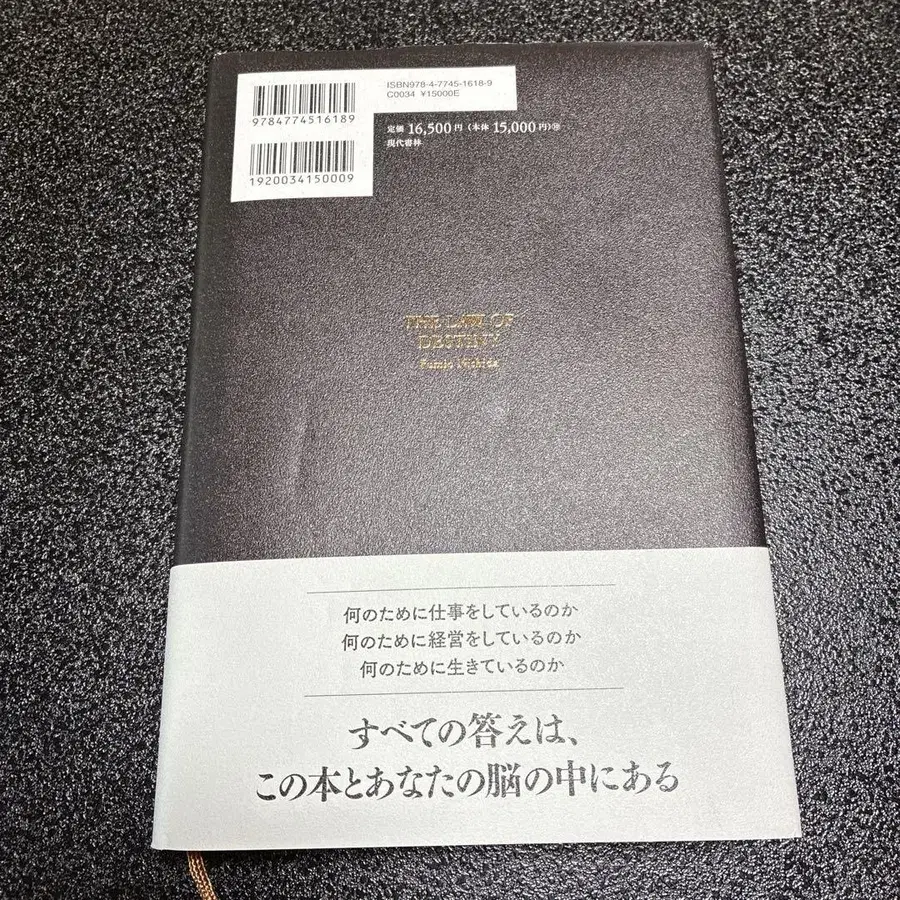 ISBN978-4-7745-1618-9
C0034 ¥15000E
9784774516189
定価 16,500円（本体 15,000円）⑩
現代書林
1920034150009
THE LAW OF
DESTINY
Fumio Nishida
何のために仕事をしているのか
何のために経営をしているのか
何のために生きているのか
すべての答えは、
この本とあなたの脳の中にある